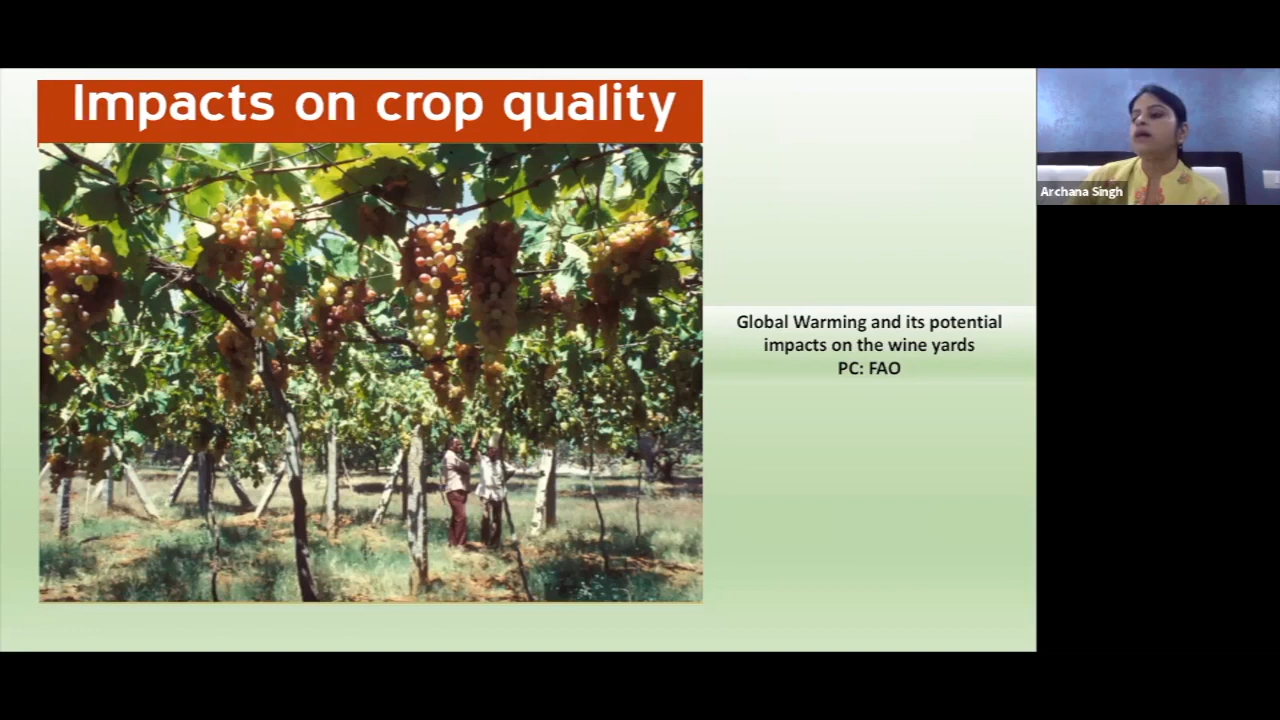 Impacts on crop quality
Global Warming and its potential
impacts on the wine yards
PC: FAO
Archana Singh